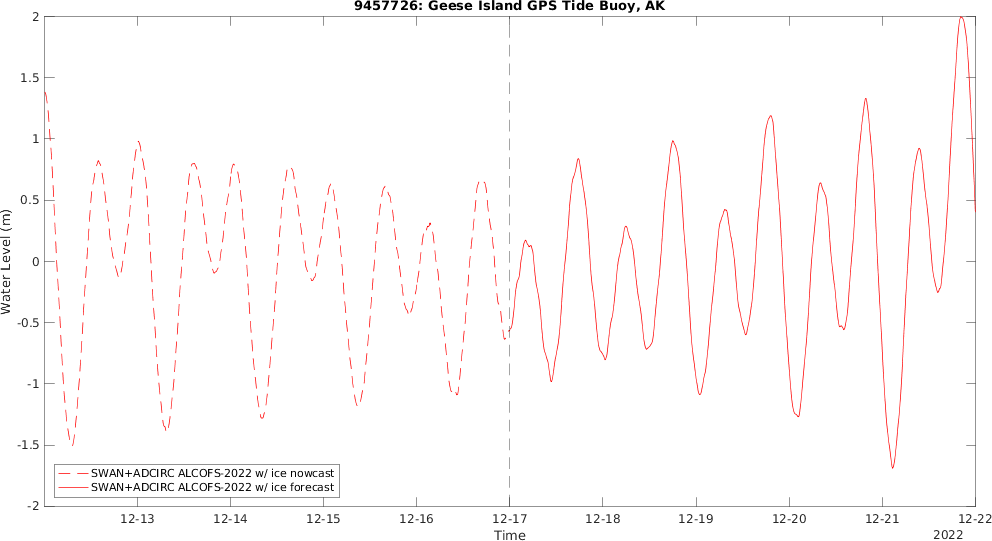 9457726: Geese Island GPS Tide Buoy, AK
2
1.5
1
0.5
0
-0.5
-1
-1.5
-2
Water Level (m)
SWAN+ADCIRC ALCOFS-2022 w/ ice nowcast
SWAN+ADCIRC ALCOFS-2022 w/ ice forecast
12-13 12-14 12-15 12-16 12-17 12-18 12-19 12-20 12-21 12-22
Time
2022